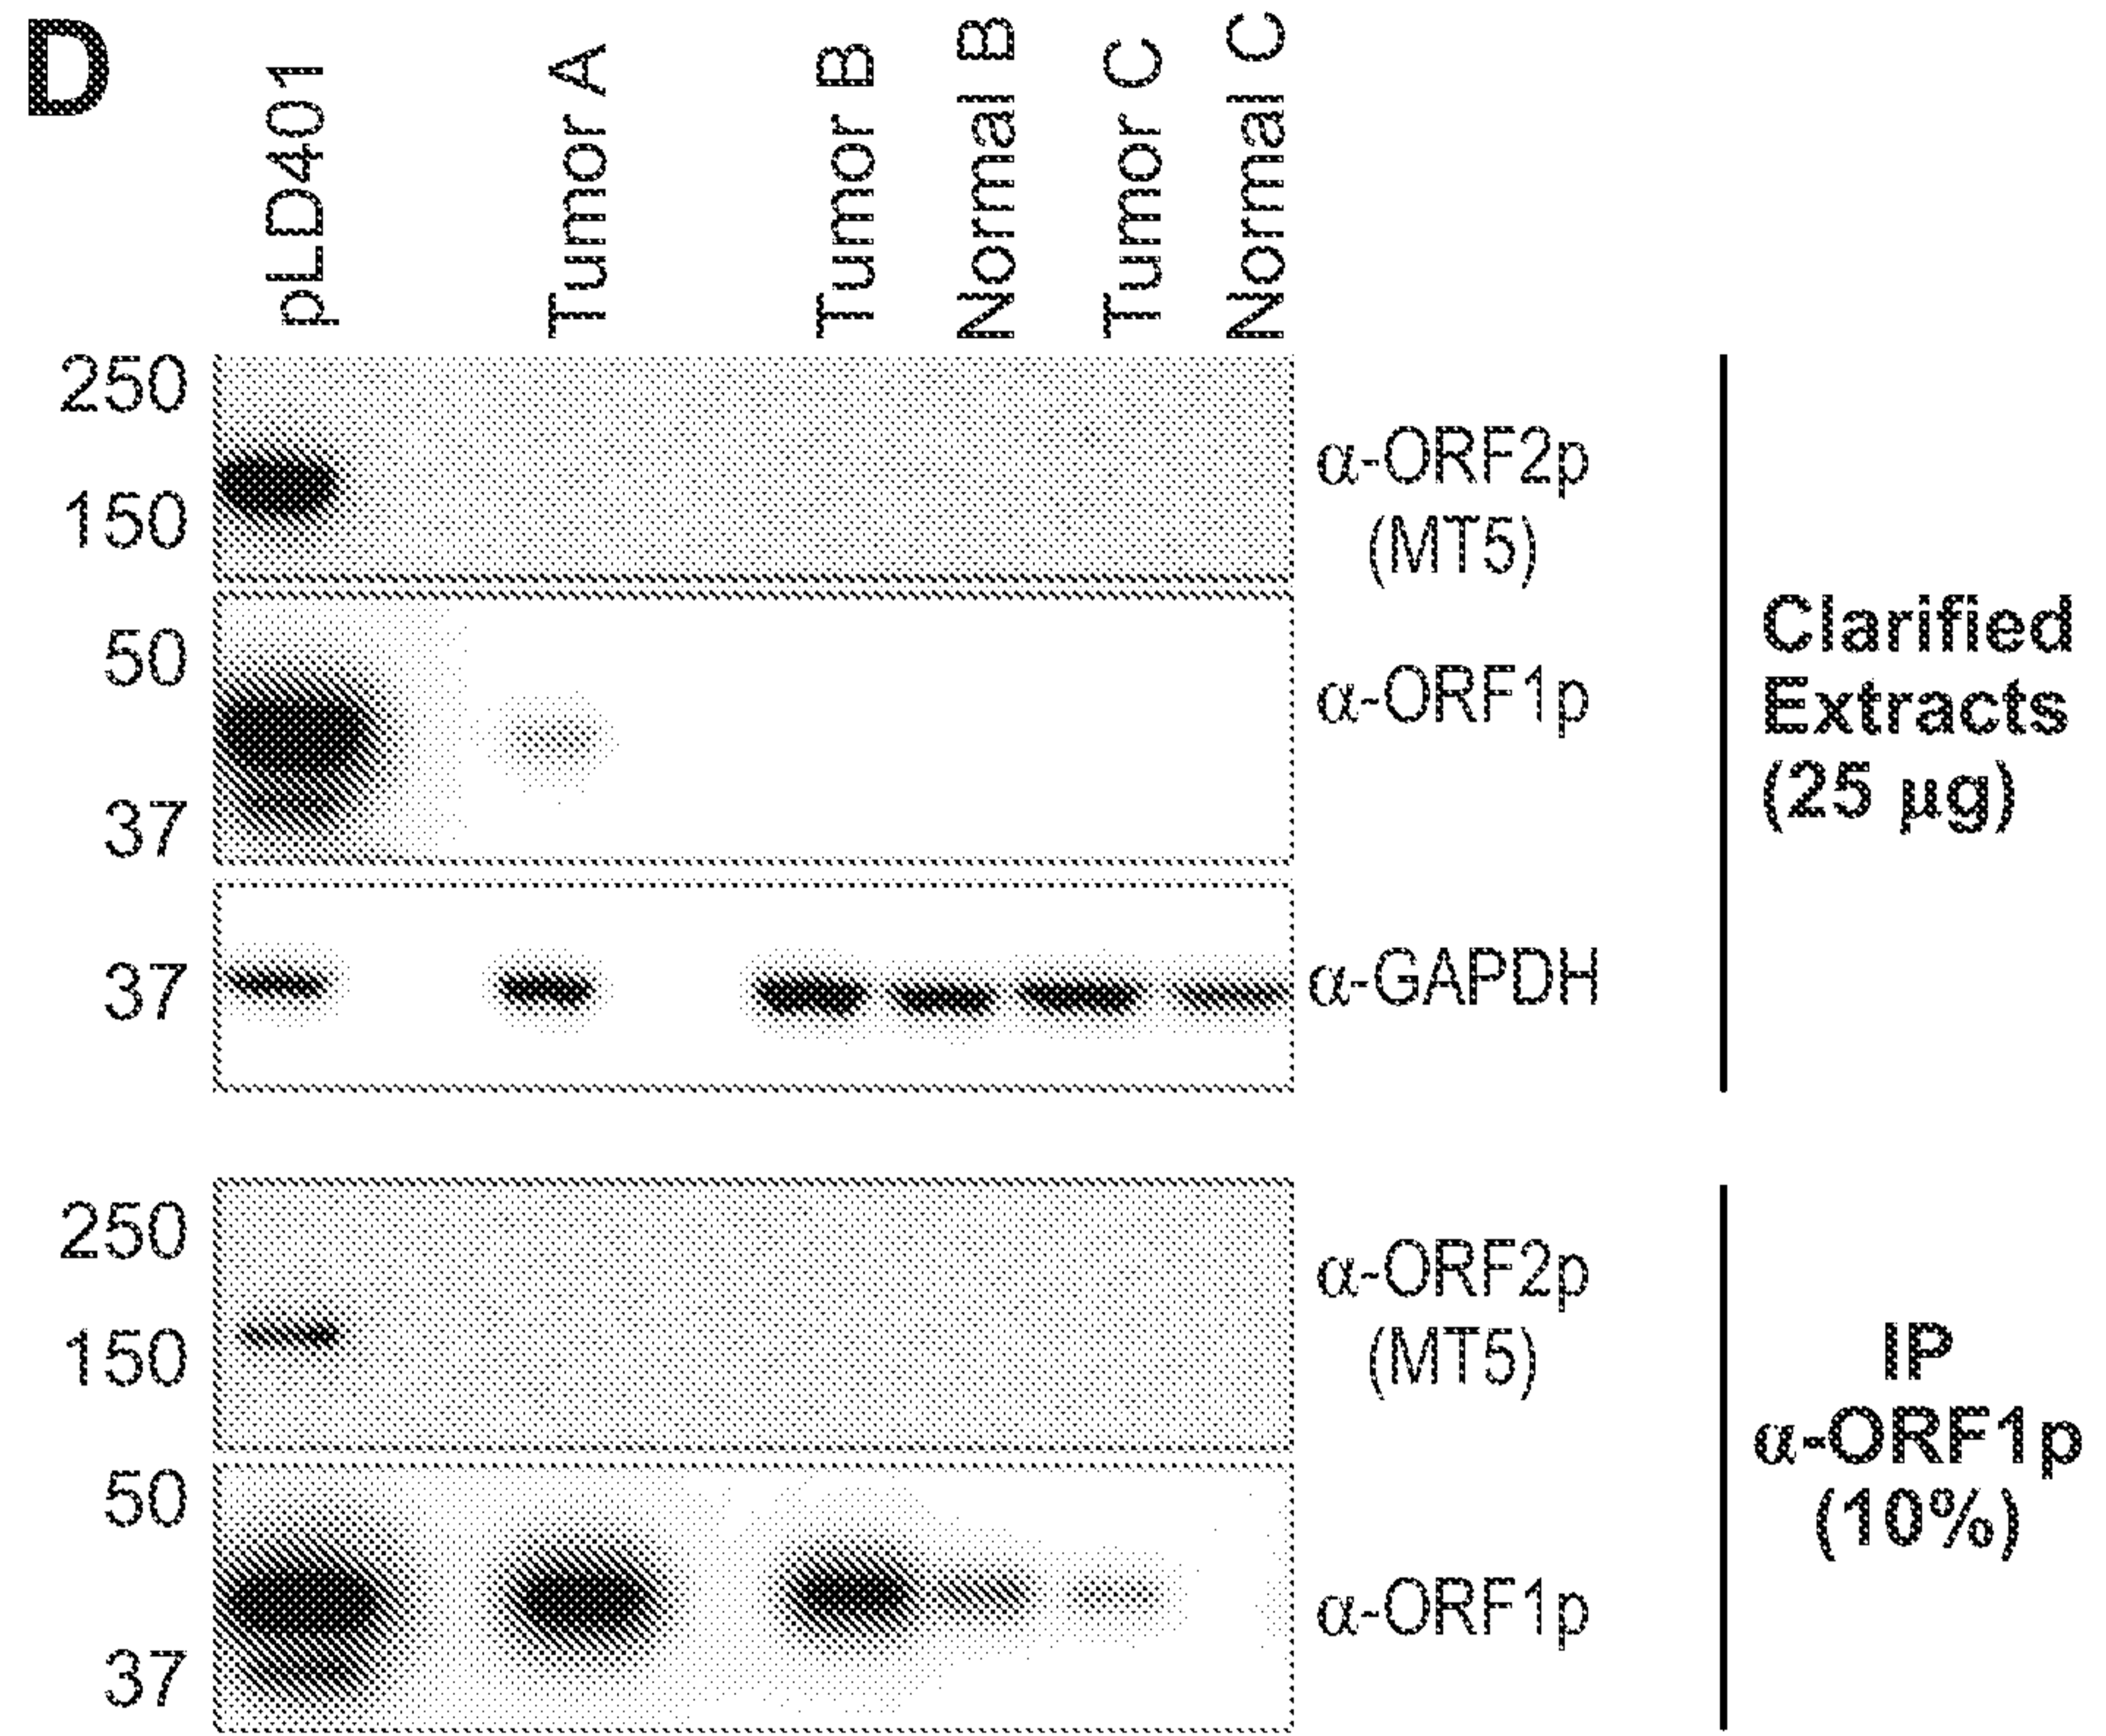 D
pLD401
Tumor A
Tumor B
Normal B
Tumor C
Normal C
250
150
α-ORF2p
(MT5)
50
37
α-ORF1p
37
α-GAPDH
Clarified
Extracts
(25 µg)
250
150
α-ORF2p
(MT5)
50
37
α-ORF1p
IP
α-ORF1p
(10%)